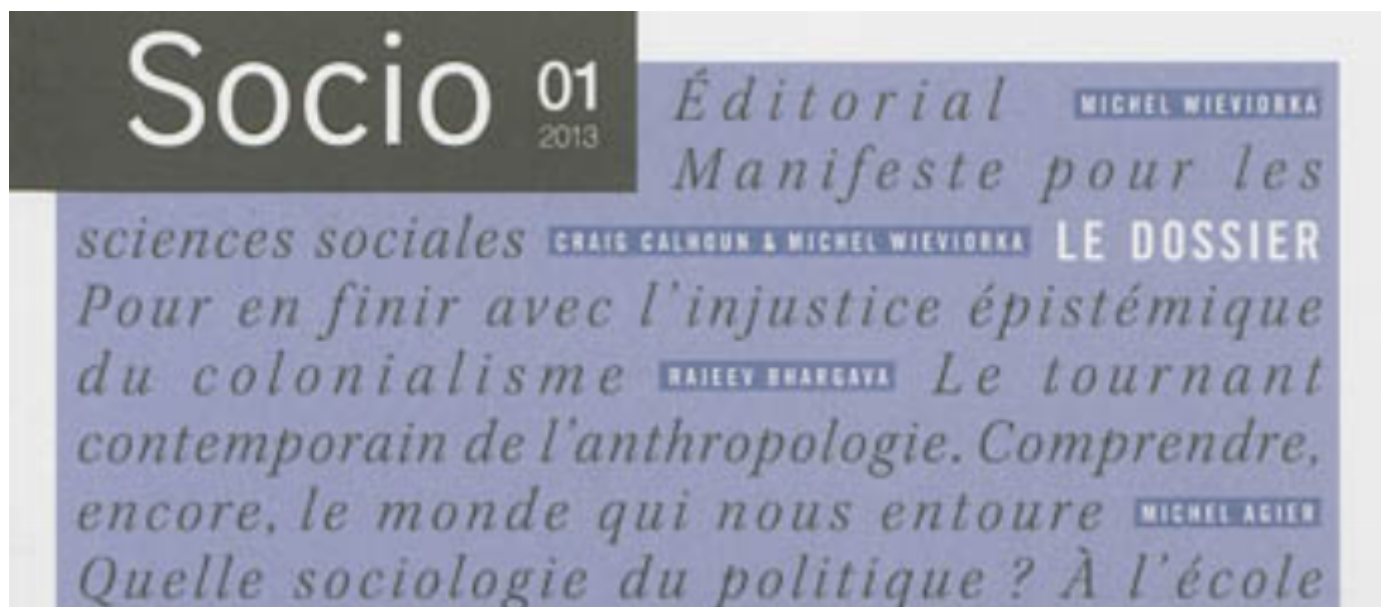 Socio 01
2013
Éditorial MICHEL WIEVIORKA
Manifeste pour les
sciences sociales CRAIG CALHOUN & MICHEL WIEVIORKA LE DOSSIER
Pour en finir avec l'injustice épistémique
du colonialisme RAJEEV BHARGAVA Le tournant
contemporain de l'anthropologie. Comprendre,
encore, le monde qui nous entoure MICHEL AGIER
Quelle sociologie du politique ? À l'école